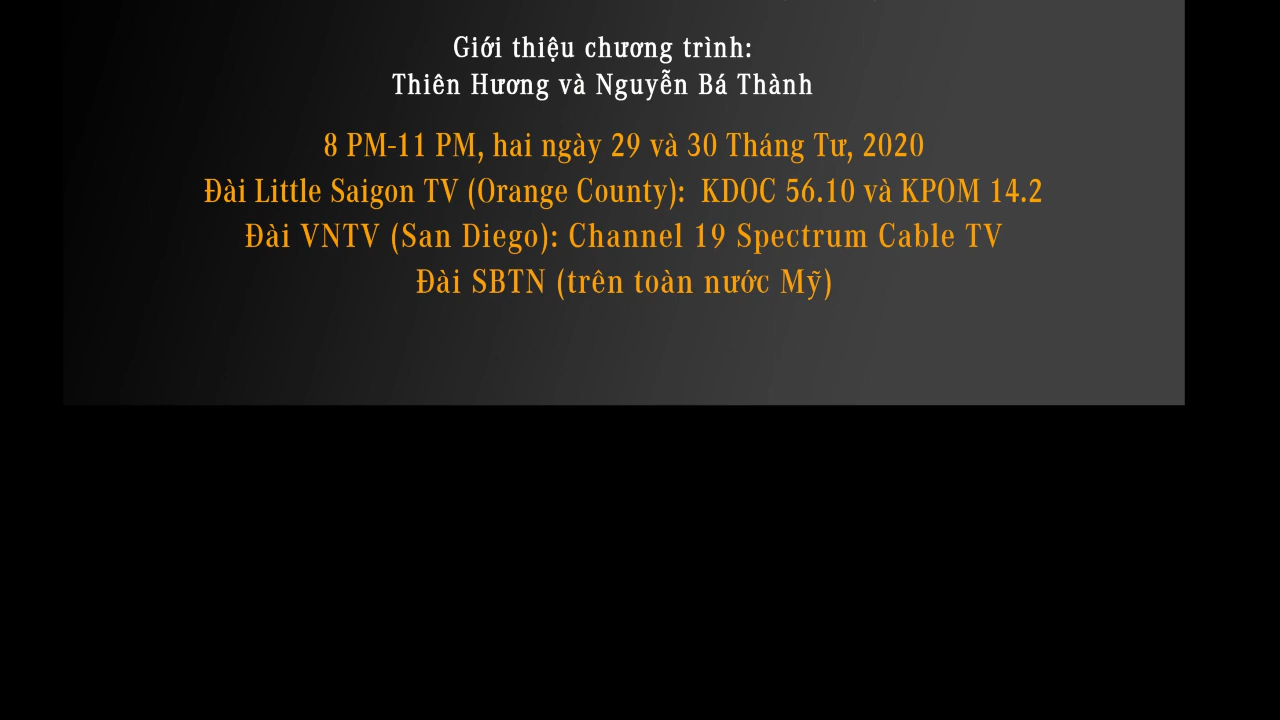 Giới thiệu chương trình:
Thiên Hương và Nguyễn Bá Thành
8 PM-11 PM, hai ngày 29 và 30 Tháng Tư, 2020
Đài Little Saigon TV (Orange County): KDOC 56.10 và KPOM 14.2
Đài VNTV (San Diego): Channel 19 Spectrum Cable TV
Đài SBTN (trên toàn nước Mỹ)